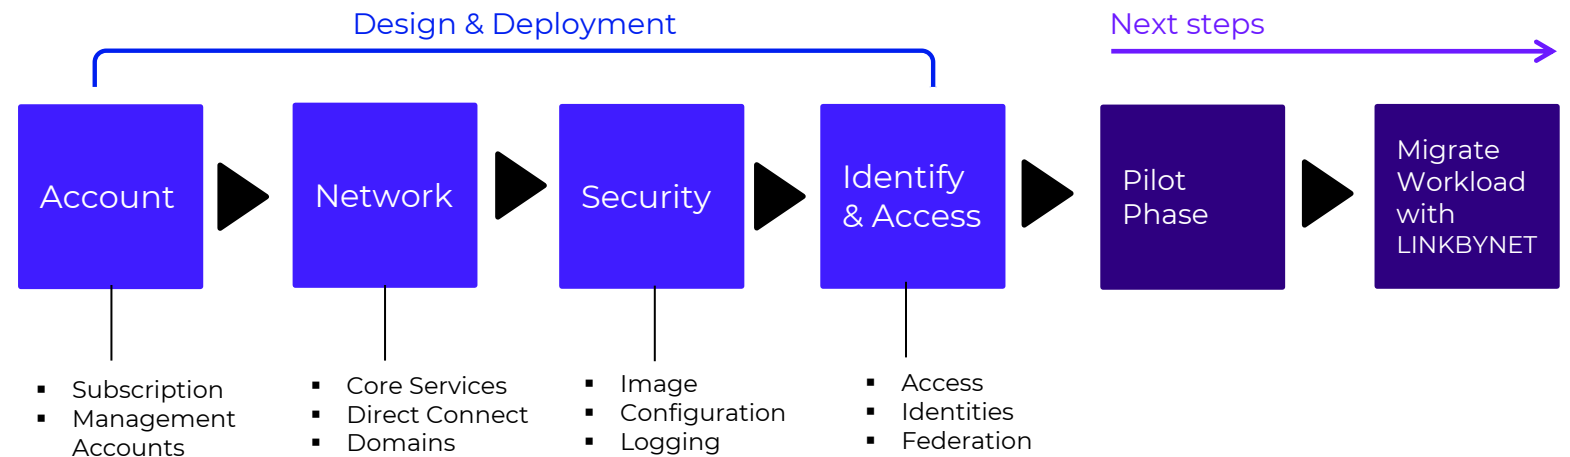 Design & Deployment
Next steps
Account
Network
Security
Identify
& Access
Pilot
Phase
Migrate
Workload
with
LINKBYNET
▪ Subscription
▪ Management
Accounts
▪ Core Services
▪ Direct Connect
▪ Domains
▪ Image
▪ Configuration
▪ Logging
▪ Access
▪ Identities
▪ Federation